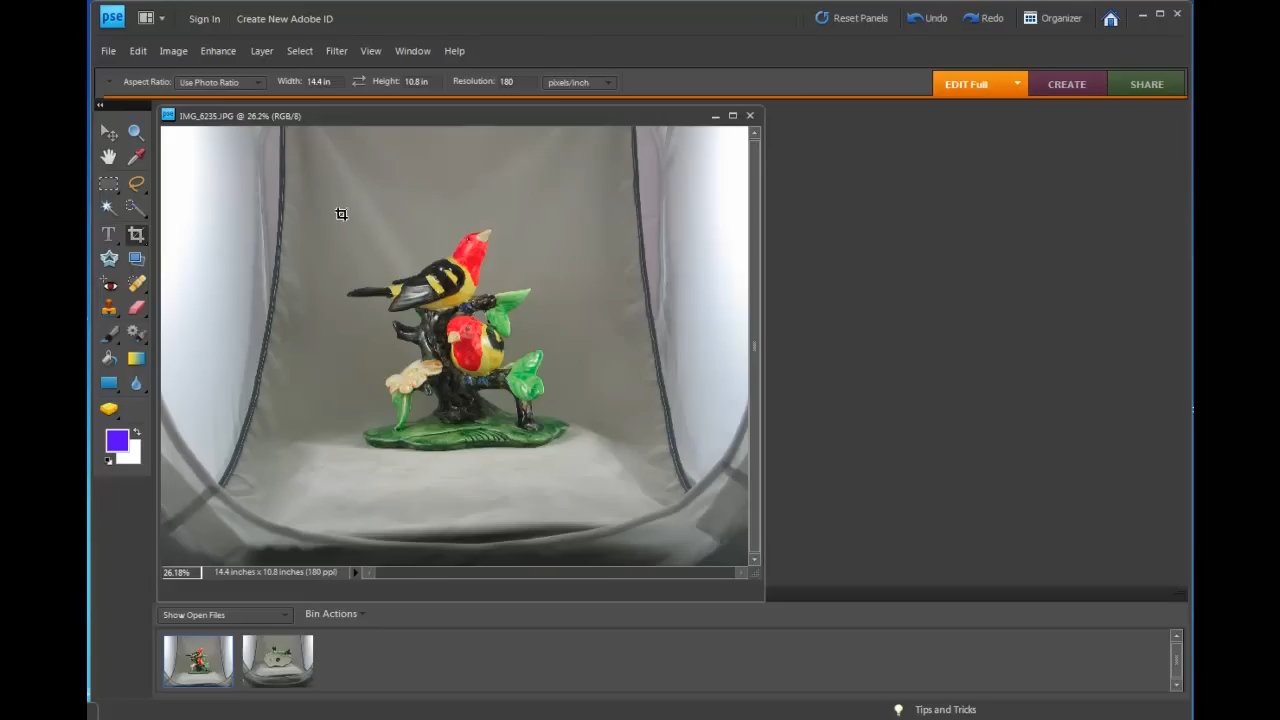 pse
Sign In
Create New Adobe ID
Reset Panels
Undo
Redo
Organizer
File Edit Image Enhance Layer Select Filter View Window Help
Aspect Ratio: Use Photo Ratio Width: 14.4 in Height: 10.8 in Resolution: 180 pixels/inch
EDIT Full
CREATE
SHARE
IMG_6235.JPG @ 26.2% (RGB/8)
T
26.18% 14.4 inches x 10.8 inches (180 ppi)
Show Open Files
Bin Actions
Tips and Tricks